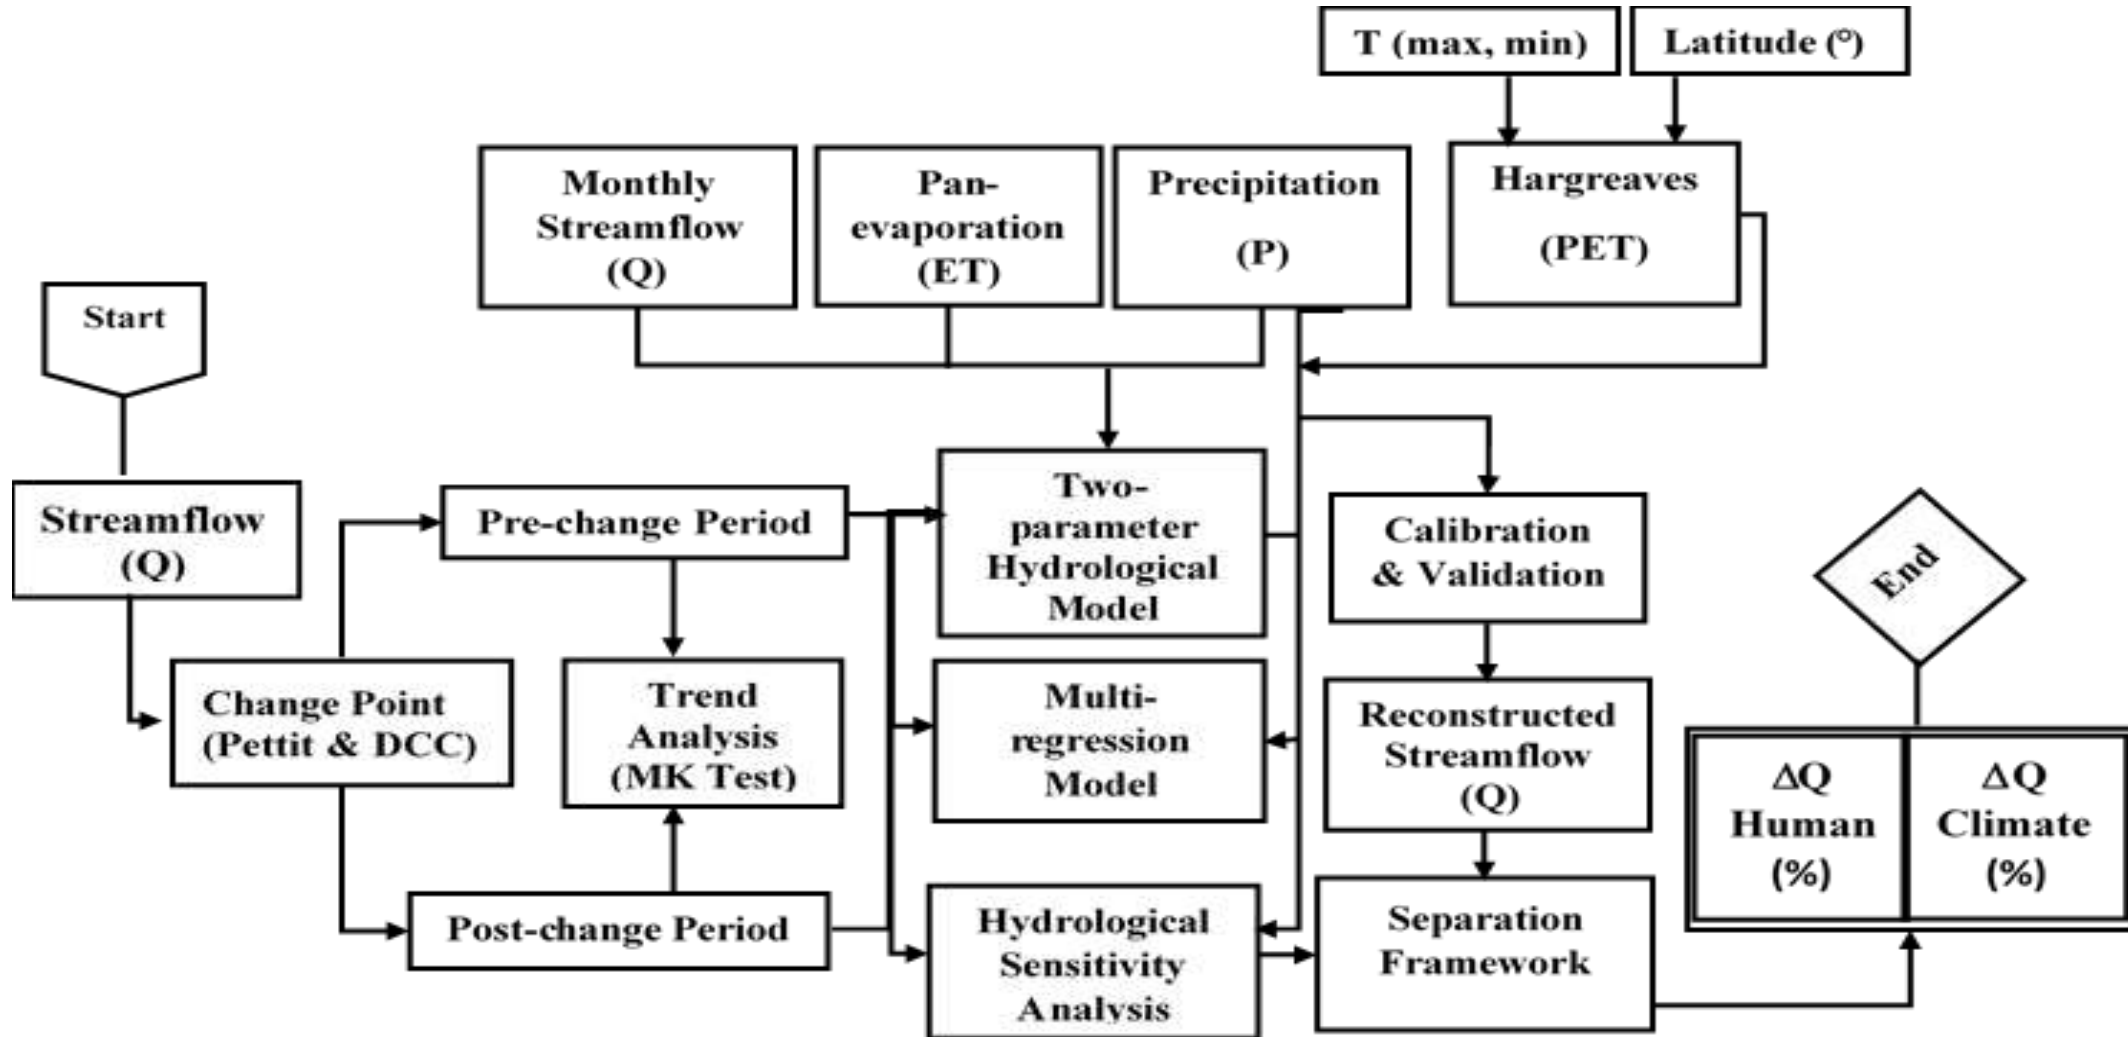 T (max, min)
Latitude (°)
Monthly
Streamflow
(Q)
Pan-
evaporation
(ET)
Precipitation
(P)
Hargreaves
(PET)
Start
Streamflow
(Q)
Pre-change Period
Two-
parameter
Hydrological
Model
Calibration
& Validation
End
Change Point
(Pettit & DCC)
Trend
Analysis
(MK Test)
Multi-
regression
Model
Reconstructed
Streamflow
(Q)
ΔQ
Human
(%)
ΔQ
Climate
(%)
Post-change Period
Hydrological
Sensitivity
Analysis
Separation
Framework